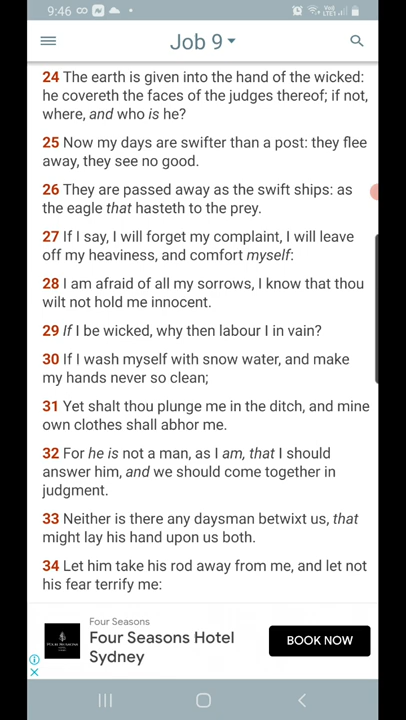 9:46
VoLTE1
Job 9
24 The earth is given into the hand of the wicked:
he covereth the faces of the judges thereof; if not,
where, and who is he?
25 Now my days are swifter than a post: they flee
away, they see no good.
26 They are passed away as the swift ships: as
the eagle that hasteth to the prey.
27 If I say, I will forget my complaint, I will leave
off my heaviness, and comfort myself:
28 I am afraid of all my sorrows, I know that thou
wilt not hold me innocent.
29 If I be wicked, why then labour I in vain?
30 If I wash myself with snow water, and make
my hands never so clean;
31 Yet shalt thou plunge me in the ditch, and mine
own clothes shall abhor me.
32 For he is not a man, as I am, that I should
answer him, and we should come together in
judgment.
33 Neither is there any daysman betwixt us, that
might lay his hand upon us both.
34 Let him take his rod away from me, and let not
his fear terrify me:
Four Seasons
Four Seasons Hotel
Sydney
BOOK NOW